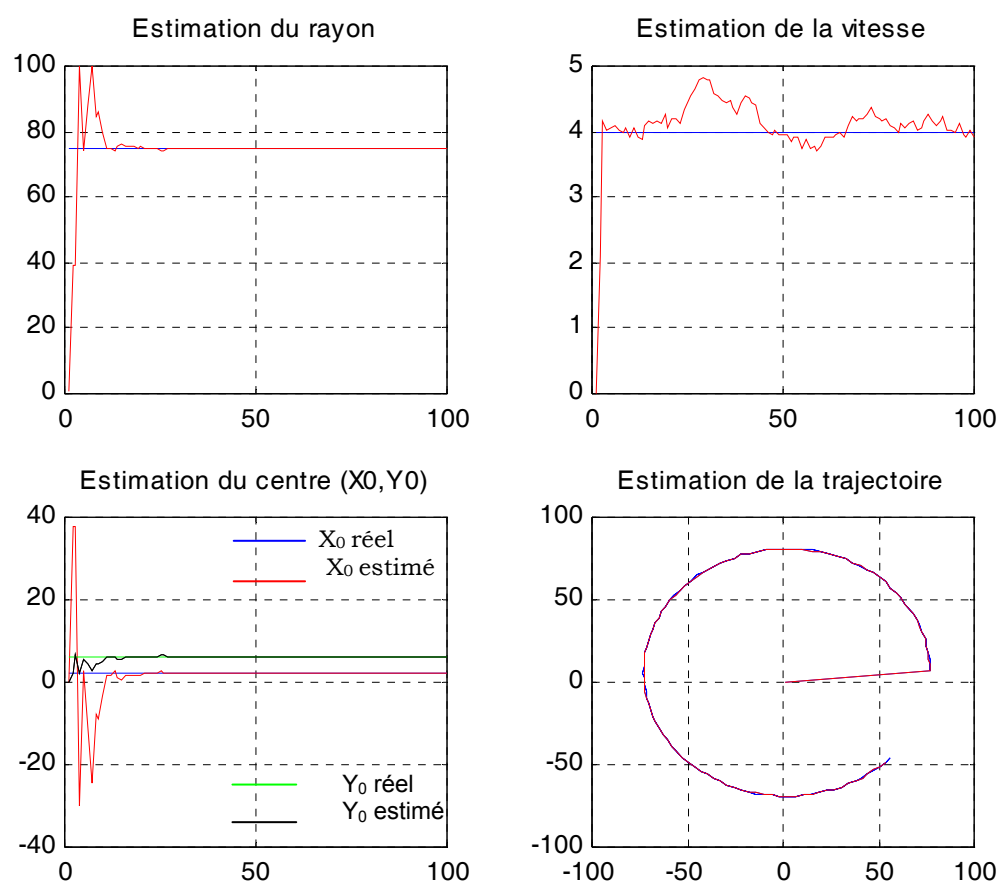 Estimation du rayon
100
80
60
40
20
0
0 50 100
Estimation de la vitesse
5
4
3
2
1
0
0 50 100
Estimation du centre (X0,Y0)
40
20
0
-20
-40
0 50 100
X₀ réel
X₀ estimé
Y₀ réel
Y₀ estimé
Estimation de la trajectoire
100
50
0
-50
-100
-100 -50 0 50 100